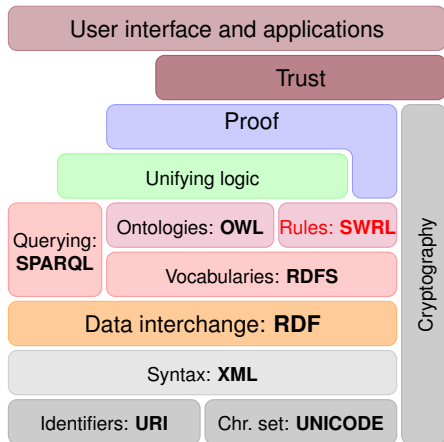 User interface and applications
Trust
Proof
Unifying logic
Querying:
SPARQL
Ontologies: OWL
Rules: SWRL
Vocabularies: RDFS
Data interchange: RDF
Syntax: XML
Identifiers: URI
Chr. set: UNICODE
Cryptography